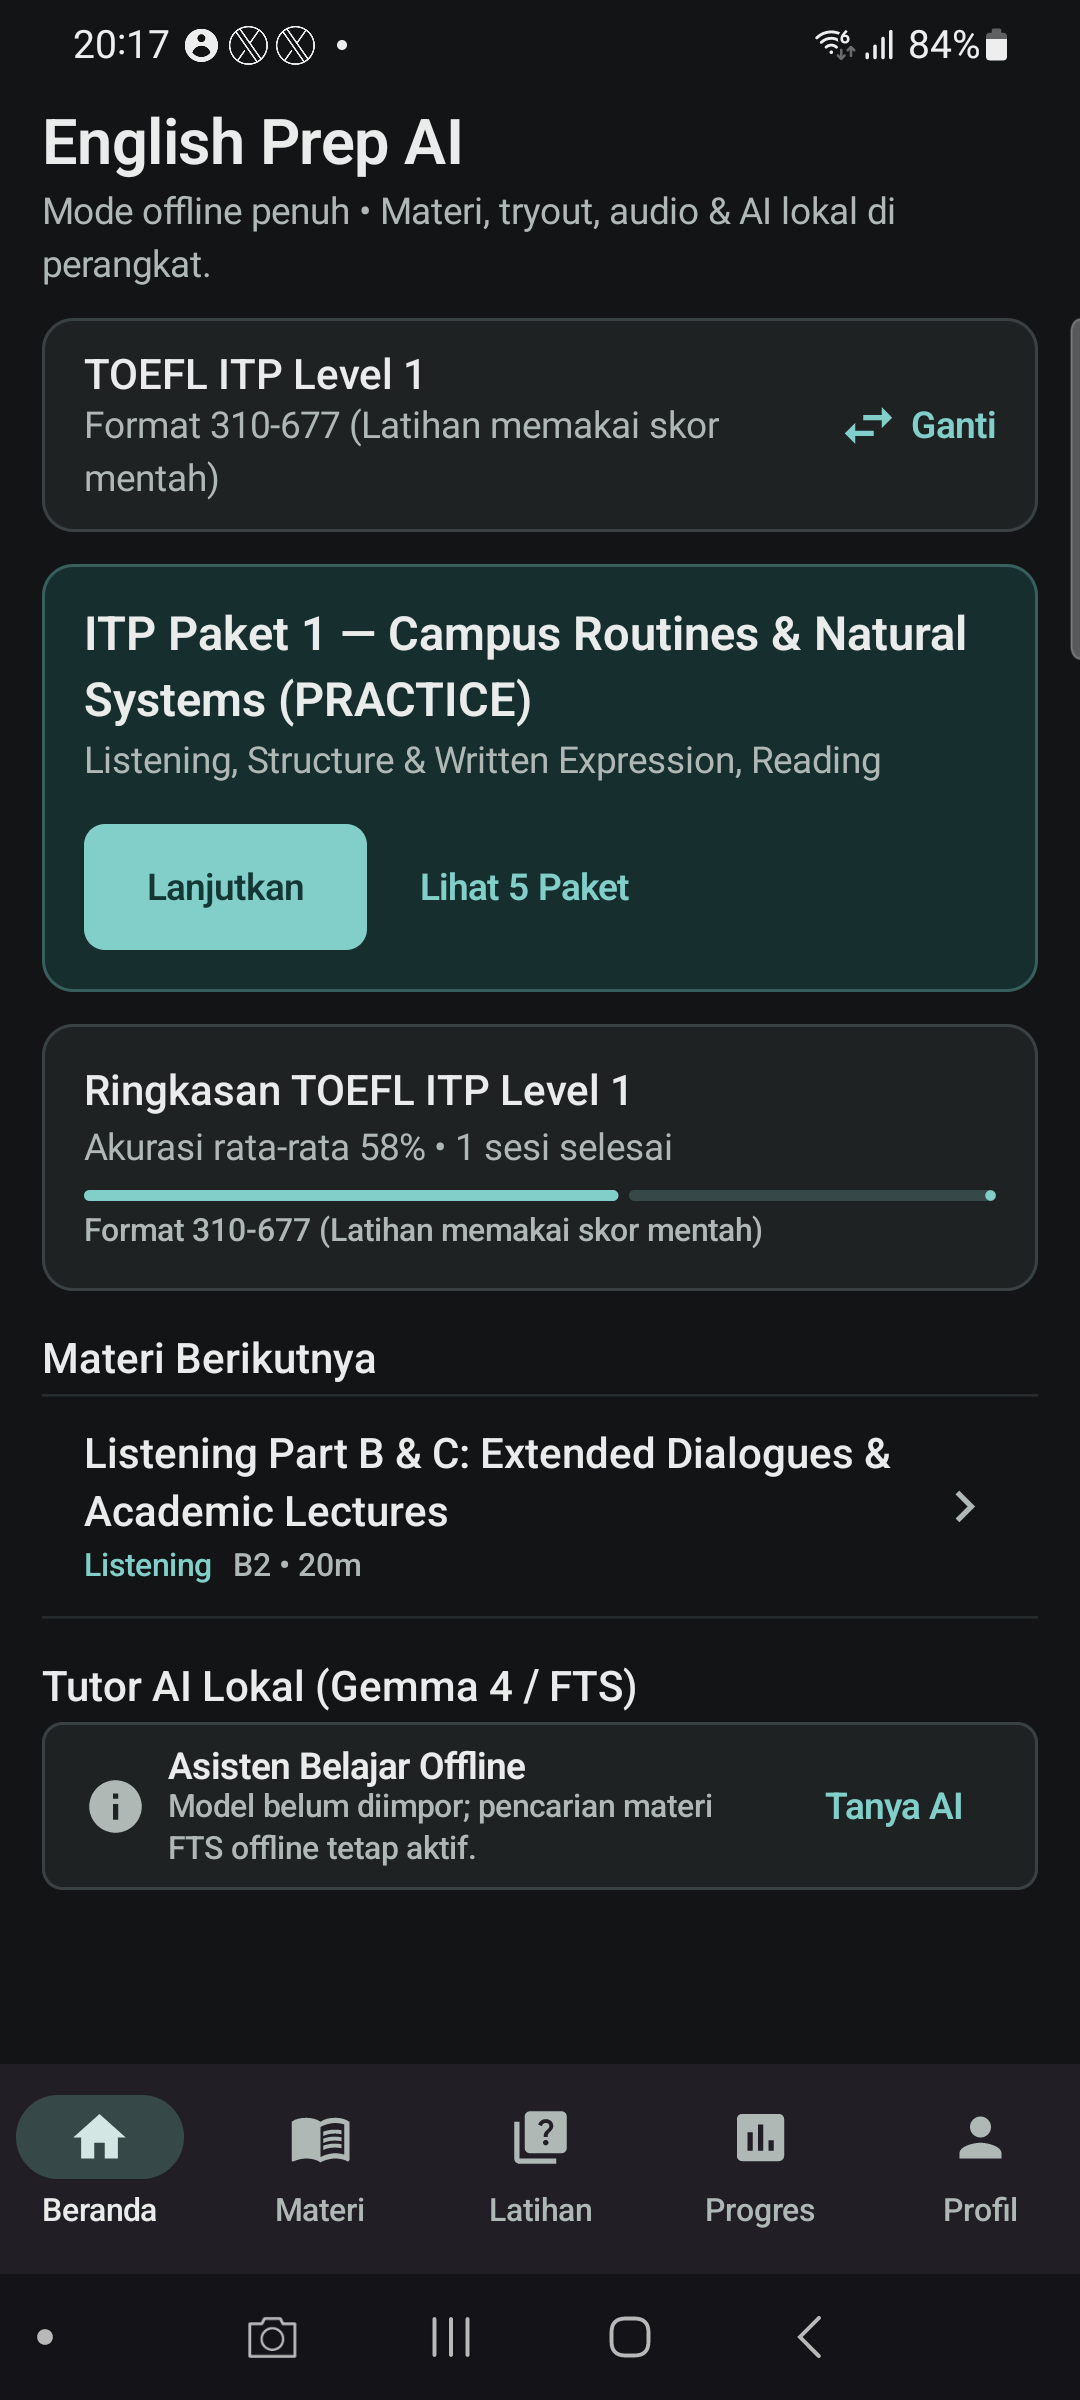 20:17
84%
English Prep AI
Mode offline penuh • Materi, tryout, audio & AI lokal di
perangkat.
TOEFL ITP Level 1
Format 310-677 (Latihan memakai skor
mentah)
Ganti
ITP Paket 1 — Campus Routines & Natural
Systems (PRACTICE)
Listening, Structure & Written Expression, Reading
Lanjutkan
Lihat 5 Paket
Ringkasan TOEFL ITP Level 1
Akurasi rata-rata 58% • 1 sesi selesai
Format 310-677 (Latihan memakai skor mentah)
Materi Berikutnya
Listening Part B & C: Extended Dialogues &
Academic Lectures
Listening B2 • 20m
Tutor AI Lokal (Gemma 4 / FTS)
Asisten Belajar Offline
Model belum diimpor; pencarian materi
FTS offline tetap aktif.
Tanya AI
Beranda
Materi
Latihan
Progres
Profil